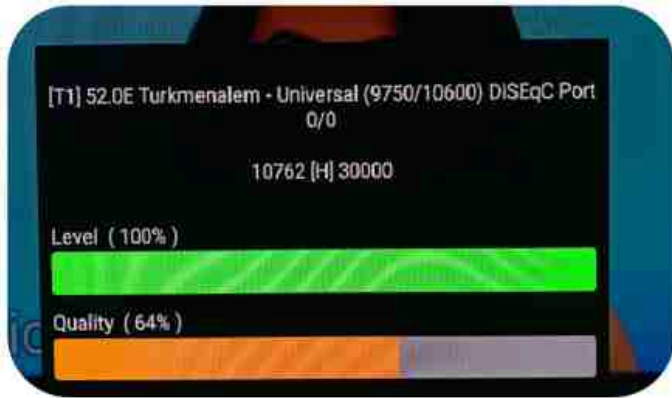 [T1] 52.0E Turkmenalem - Universal (9750/10600) DISEqC Port
0/0
10762 [H] 30000
Level ( 100% )
Quality ( 64% )